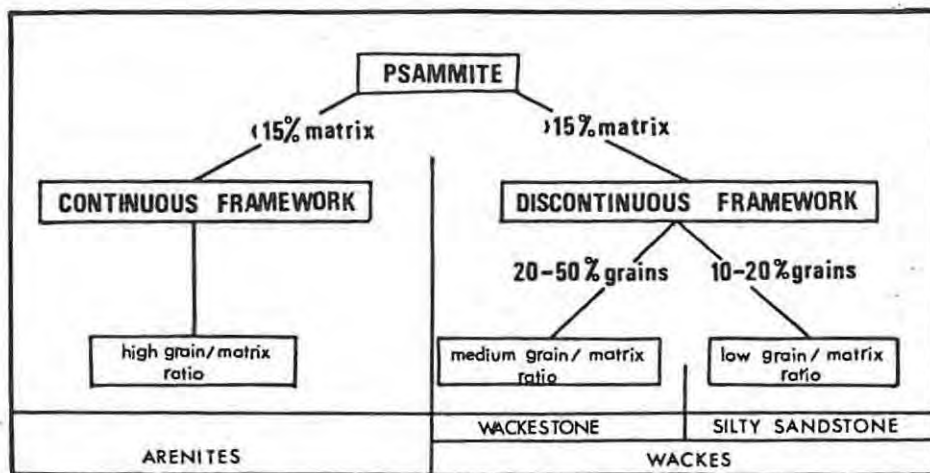 PSAMMITE
‹15% matrix
›15% matrix
CONTINUOUS FRAMEWORK
DISCONTINUOUS FRAMEWORK
20-50% grains
10-20% grains
high grain/matrix
ratio
medium grain/ matrix
ratio
low grain/ matrix
ratio
WACKESTONE
SILTY SANDSTONE
ARENITES
WACKES